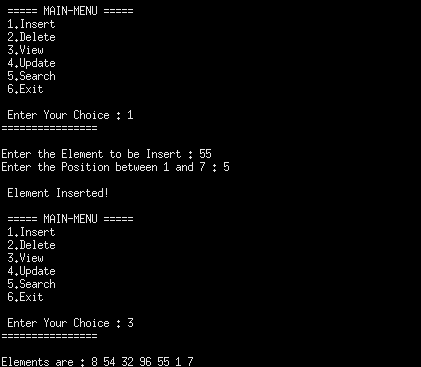 ===== MAIN-MENU =====
1.Insert
2.Delete
3.View
4.Update
5.Search
6.Exit
Enter Your Choice : 1
================
Enter the Element to be Insert : 55
Enter the Position between 1 and 7 : 5
Element Inserted!
===== MAIN-MENU =====
1.Insert
2.Delete
3.View
4.Update
5.Search
6.Exit
Enter Your Choice : 3
================
Elements are : 8 54 32 96 55 1 7